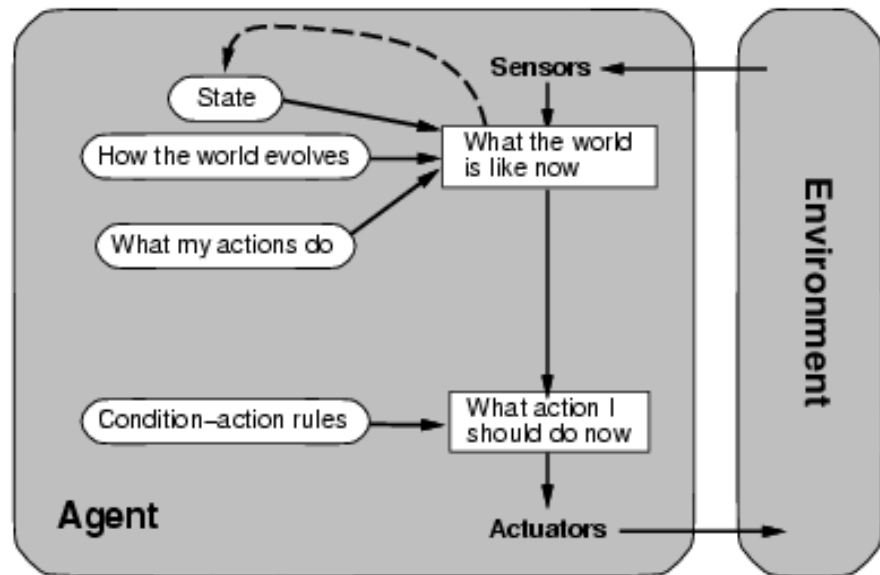 Sensors
State
What the world
is like now
How the world evolves
What my actions do
Environment
Condition–action rules
What action I
should do now
Agent
Actuators